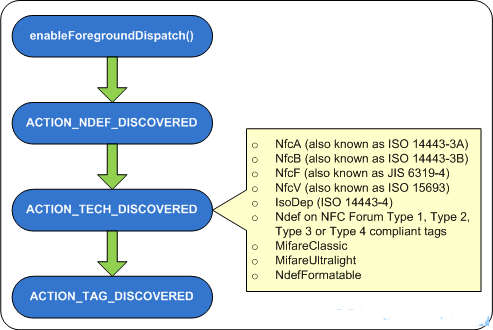 enableForegroundDispatch()
ACTION_NDEF_DISCOVERED
ACTION_TECH_DISCOVERED
ACTION_TAG_DISCOVERED
o NfcA (also known as ISO 14443-3A)
o NfcB (also known as ISO 14443-3B)
o NfcF (also known as JIS 6319-4)
o NfcV (also known as ISO 15693)
o IsoDep (ISO 14443-4)
o Ndef on NFC Forum Type 1, Type 2,
Type 3 or Type 4 compliant tags
o MifareClassic
o MifareUltralight
o NdefFormatable